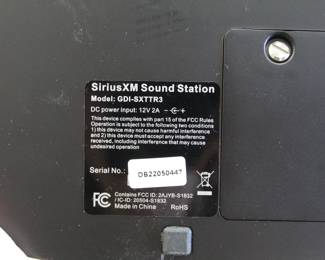 SiriusXM Sound Station
Model: GDI-SXTTR3
DC power input: 12V 2A
This device complies with part 15 of the FCC Rules
Operation is subject to the following two conditions:
1) this device may not cause harmful interference
and 2) this device must accept any interference
received, including interference that may cause
undesired operation.
Serial No.:
DB22050447
FC Contains FCC ID: 2AJYB-S1832
/ IC-ID: 20504-S1832
Made in China RoHS